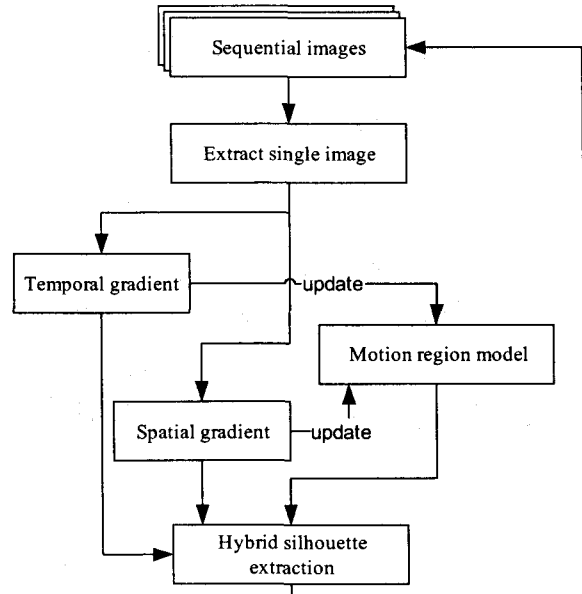 Sequential images
Extract single image
Temporal gradient
update
Motion region model
Spatial gradient
update
Hybrid silhouette
extraction